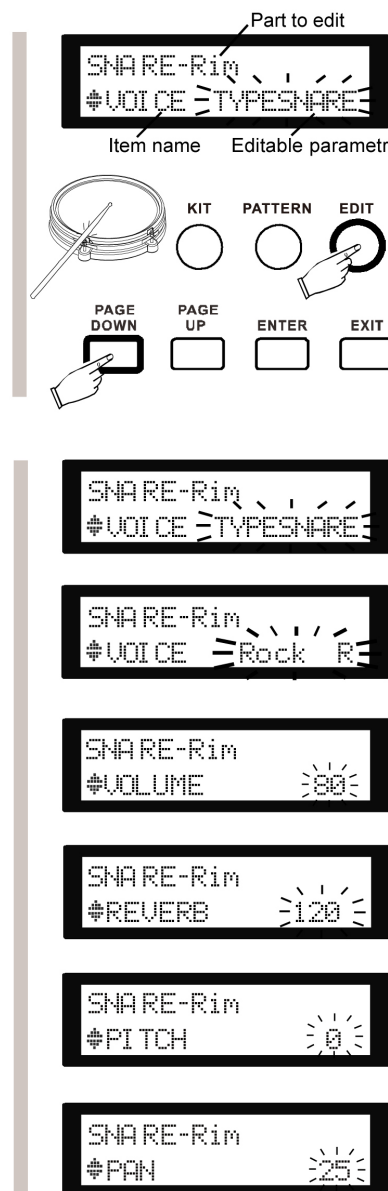 Part to edit
SNARE-Rim
VOICE TYPESNARE
Item name Editable parametr
KIT PATTERN EDIT
PAGE DOWN PAGE UP ENTER EXIT
SNARE-Rim
VOICE TYPESNARE
SNARE-Rim
VOICE Rock R
SNARE-Rim
VOLUME 80
SNARE-Rim
REVERB 120
SNARE-Rim
PITCH 0
SNARE-Rim
PAN 25